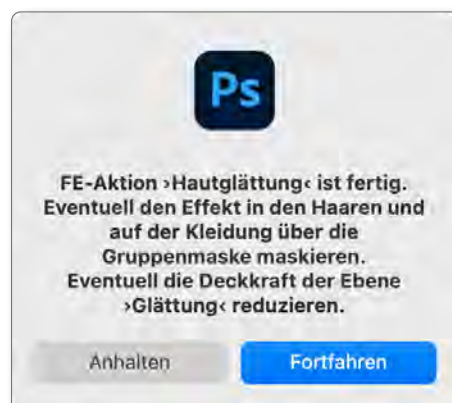 Ps
FE-Aktion ›Hautglättung‹ ist fertig.
Eventuell den Effekt in den Haaren und
auf der Kleidung über die
Gruppenmaske maskieren.
Eventuell die Deckkraft der Ebene
›Glättung‹ reduzieren.
Anhalten
Fortfahren